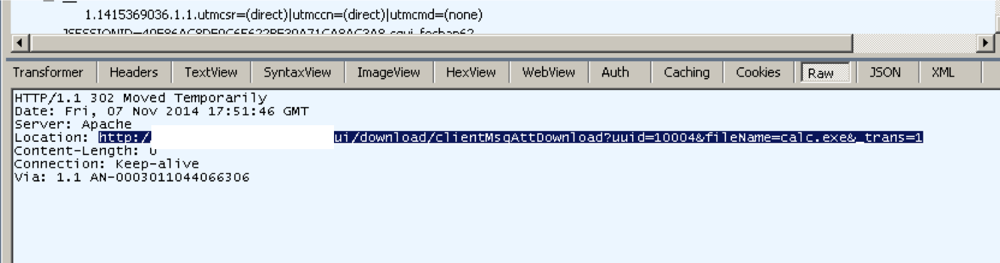 1.1415369036.1.1.utmcsr=(direct)|utmccn=(direct)|utmcmd=(none)
Transformer Headers TextView SyntaxView ImageView HexView WebView Auth Caching Cookies Raw JSON XML
HTTP/1.1 302 Moved Temporarily
Date: Fri, 07 Nov 2014 17:51:46 GMT
Server: Apache
Location: http:/ ui/download/clientMsgAttDownload?uuid=10004&fileName=calc.exe&_trans=1
Content-Length: 0
Connection: Keep-alive
Via: 1.1 AN-0003011044066306